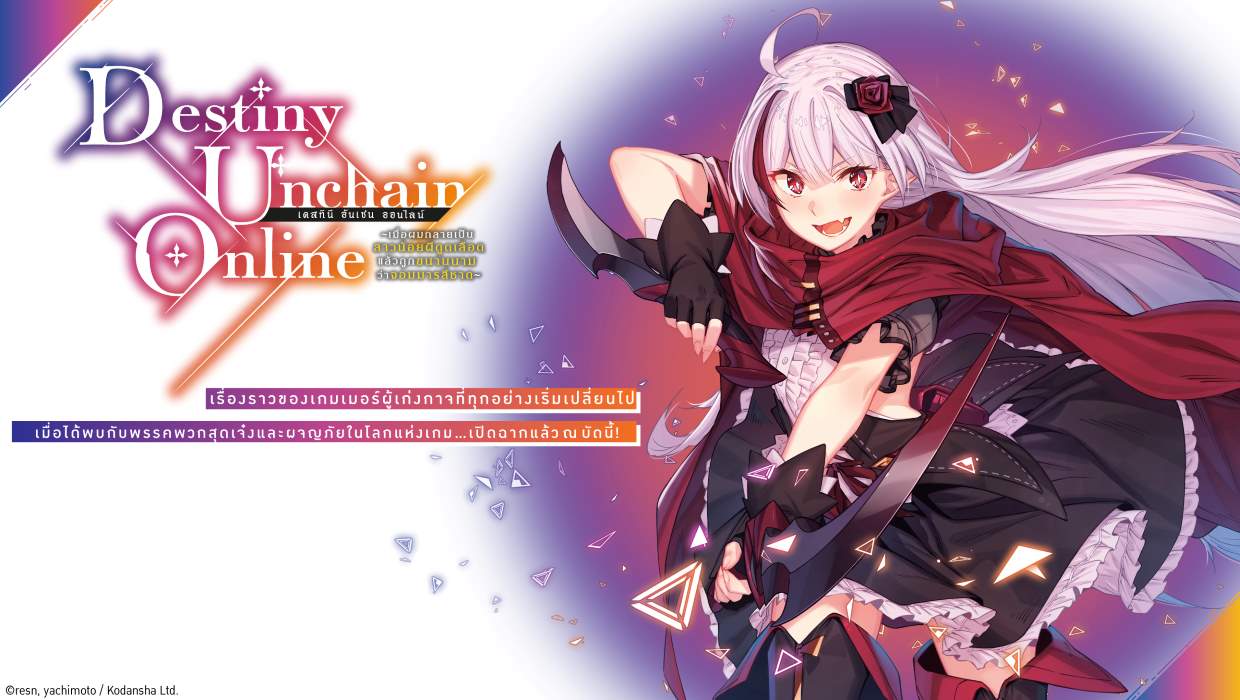 Destiny
Unchain
เดสทินี อันเชน ออนไลน์
Online
~เมื่อผมกลายเป็น
สาวน้อยผีดูดเลือด
แล้วถูกขนานนาม
ว่าจอมมารสีชาด~
เรื่องราวของเกมเมอร์ผู้เก่งกาจที่ทุกอย่างเริ่มเปลี่ยนไป
เมื่อได้พบกับพรรคพวกสุดเจ๋งและผจญภัยในโลกแห่งเกม...เปิดฉากแล้ว ณ บัดนี้!
©resn, yachimoto / Kodansha Ltd.